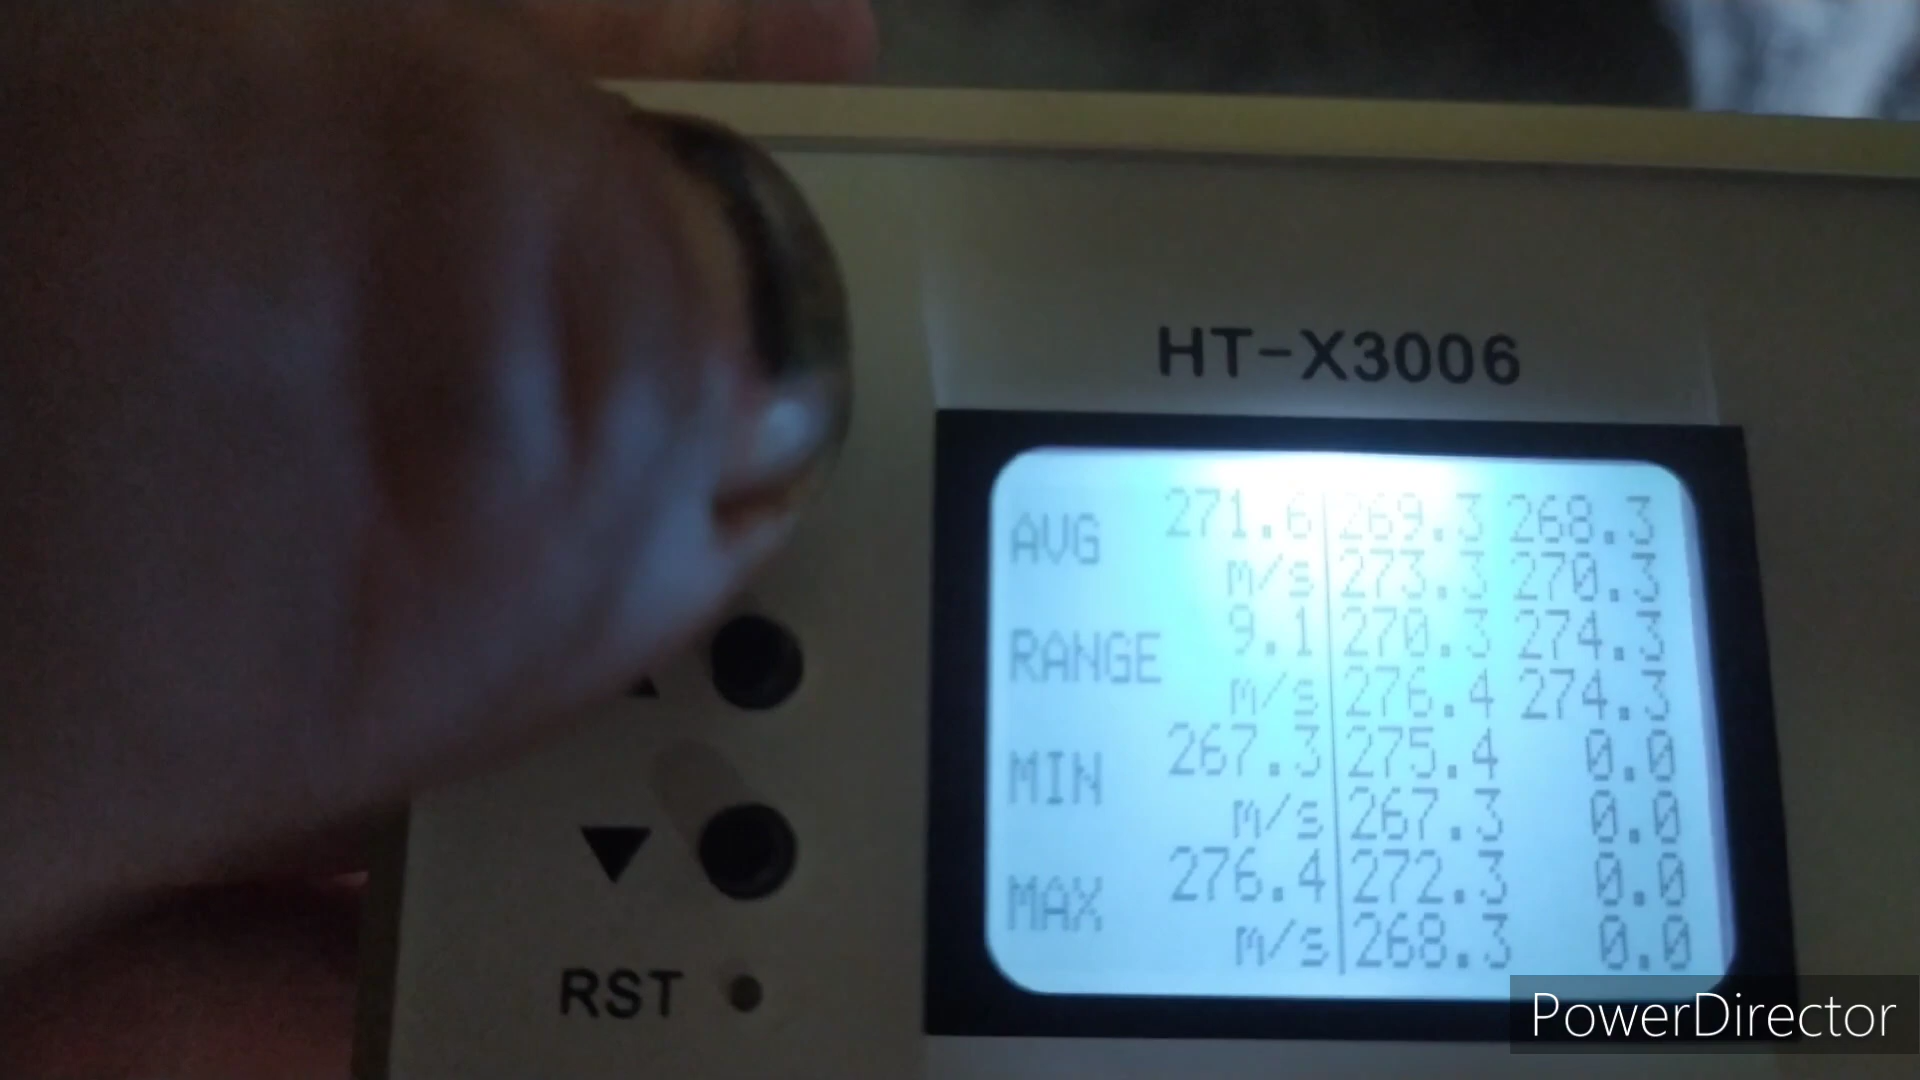 HT-X3006
AVG 271.6 269.3 268.3
m/s 273.3 270.3
RANGE 9.1 270.3 274.3
m/s 276.4 274.3
MIN 267.3 275.4 0.0
m/s 267.3 0.0
MAX 276.4 272.3 0.0
m/s 268.3 0.0
RST
PowerDirector